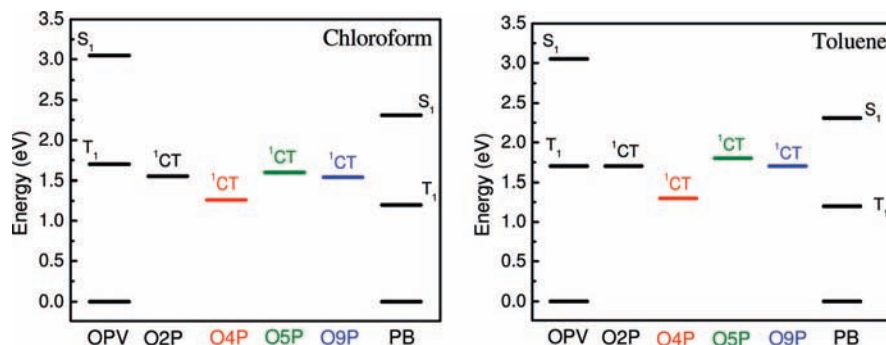 Chloroform
Energy (eV)
3.5
3.0
2.5
2.0
1.5
1.0
0.5
0.0
S₁
T₁
¹CT
¹CT
¹CT
¹CT
S₁
T₁
OPV O2P O4P O5P O9P PB
Toluene
Energy (eV)
3.5
3.0
2.5
2.0
1.5
1.0
0.5
0.0
S₁
T₁
¹CT
¹CT
¹CT
¹CT
S₁
T₁
OPV O2P O4P O5P O9P PB